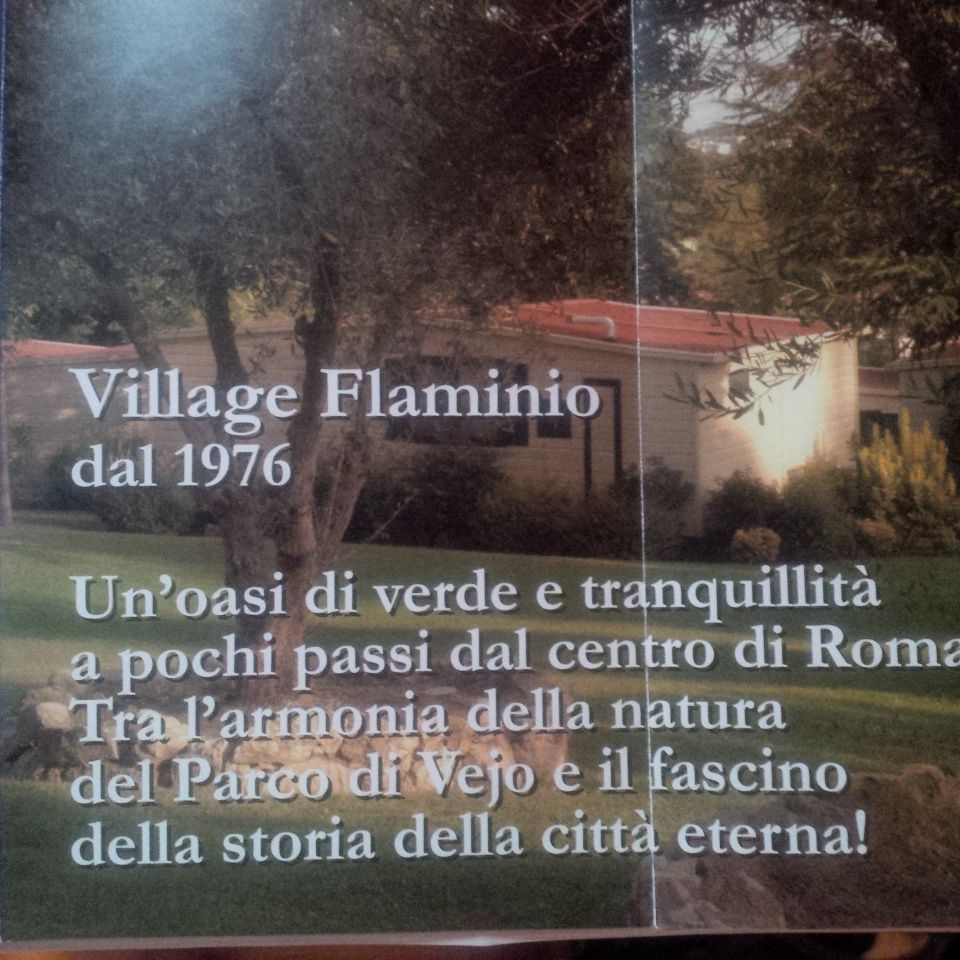 Village Flaminio
dal 1976
Un'oasi di verde e tranquillità
a pochi passi dal centro di Roma
Tra l'armonia della natura
del Parco di Vejo e il fascino
della storia della città eterna!